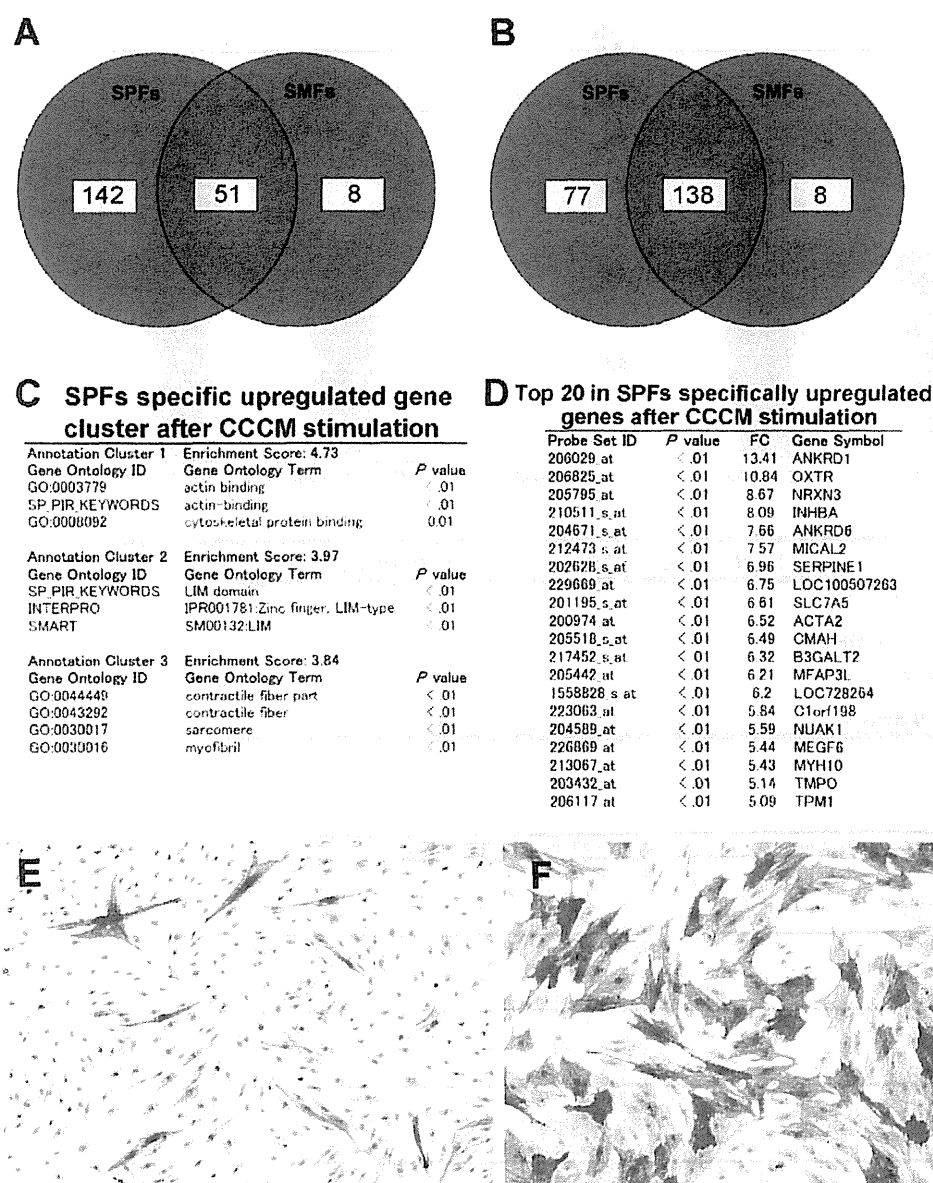 A
SPFs SMFs
142 51 8
B
SPFs SMFs
77 138 8
C SPFs specific upregulated gene
cluster after CCCM stimulation
Annotation Cluster 1 Enrichment Score: 4.73
Gene Ontology ID Gene Ontology Term P value
GO:0003779 actin binding < .01
SP_PIR_KEYWORDS actin-binding < .01
GO:0008092 cytoskeletal protein binding 0.01
Annotation Cluster 2 Enrichment Score: 3.97
Gene Ontology ID Gene Ontology Term P value
SP_PIR_KEYWORDS LIM domain < .01
INTERPRO IPR001781:Zinc finger, LIM-type < .01
SMART SM00132:LIM < .01
Annotation Cluster 3 Enrichment Score: 3.84
Gene Ontology ID Gene Ontology Term P value
GO:0044449 contractile fiber part < .01
GO:0043292 contractile fiber < .01
GO:0030017 sarcomere < .01
GO:0030016 myofibril < .01
D Top 20 in SPFs specifically upregulated
genes after CCCM stimulation
Probe Set ID P value FC Gene Symbol
206029_at < .01 13.41 ANKRD1
206825_at < .01 10.84 OXTR
205795_at < .01 8.67 NRXN3
210511_s_at < .01 8.09 INHBA
204671_s_at < .01 7.66 ANKRD6
212473_s_at < .01 7.57 MICAL2
202628_s_at < .01 6.96 SERPINE1
229669_at < .01 6.75 LOC100507263
201195_s_at < .01 6.61 SLC7A5
200974_at < .01 6.52 ACTA2
205518_s_at < .01 6.49 CMAH
217452_s_at < .01 6.32 B3GALT2
205442_at < .01 6.21 MFAP3L
1558828_s_at < .01 6.2 LOC728264
223063_at < .01 5.84 C1orf198
204589_at < .01 5.59 NUAK1
226869_at < .01 5.44 MEGF6
213067_at < .01 5.43 MYH10
203432_at < .01 5.14 TMPO
206117_at < .01 5.09 TPM1
E
F